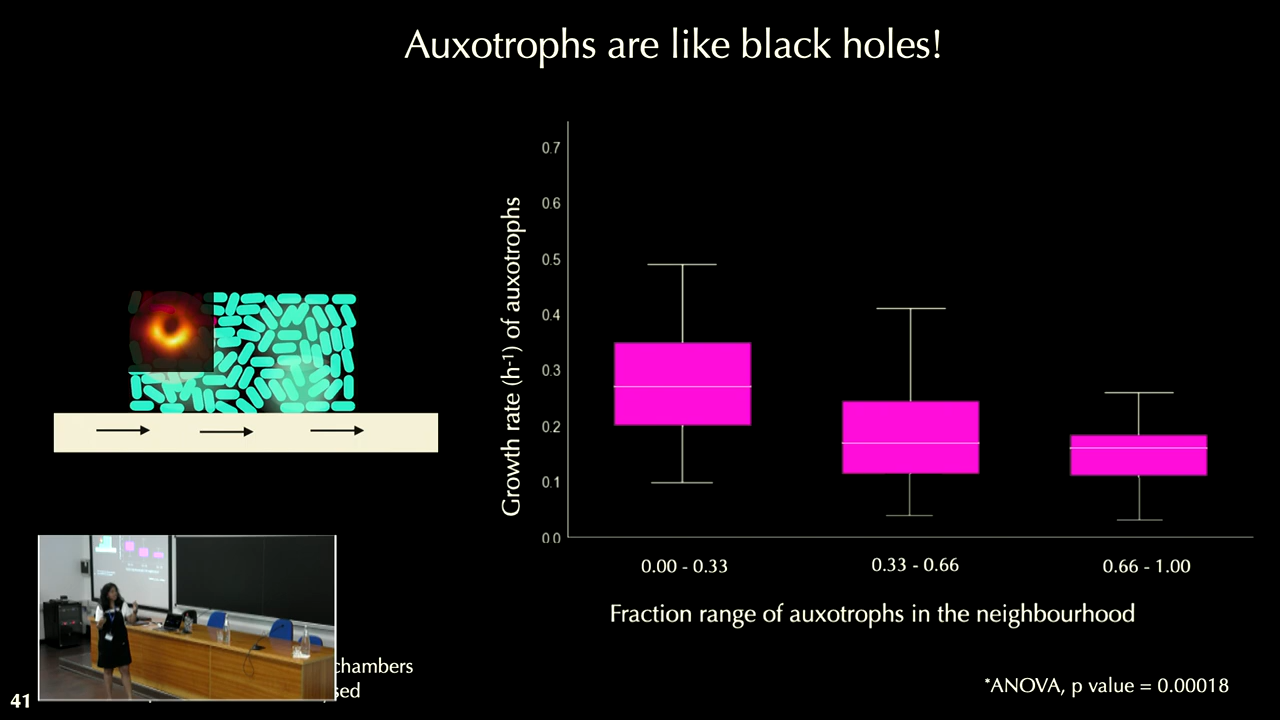 Auxotrophs are like black holes!
0.7
0.6
0.5
0.4
0.3
0.2
0.1
0.0
Growth rate (h-1) of auxotrophs
0.00 - 0.33
0.33 - 0.66
0.66 - 1.00
Fraction range of auxotrophs in the neighbourhood
chambers
*ANOVA, p value = 0.00018
41